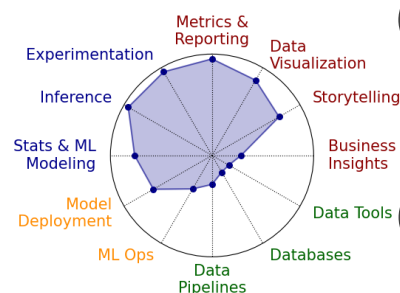 Metrics &
Reporting
Data
Visualization
Storytelling
Business
Insights
Data Tools
Databases
Data
Pipelines
ML Ops
Model
Deployment
Stats & ML
Modeling
Inference
Experimentation